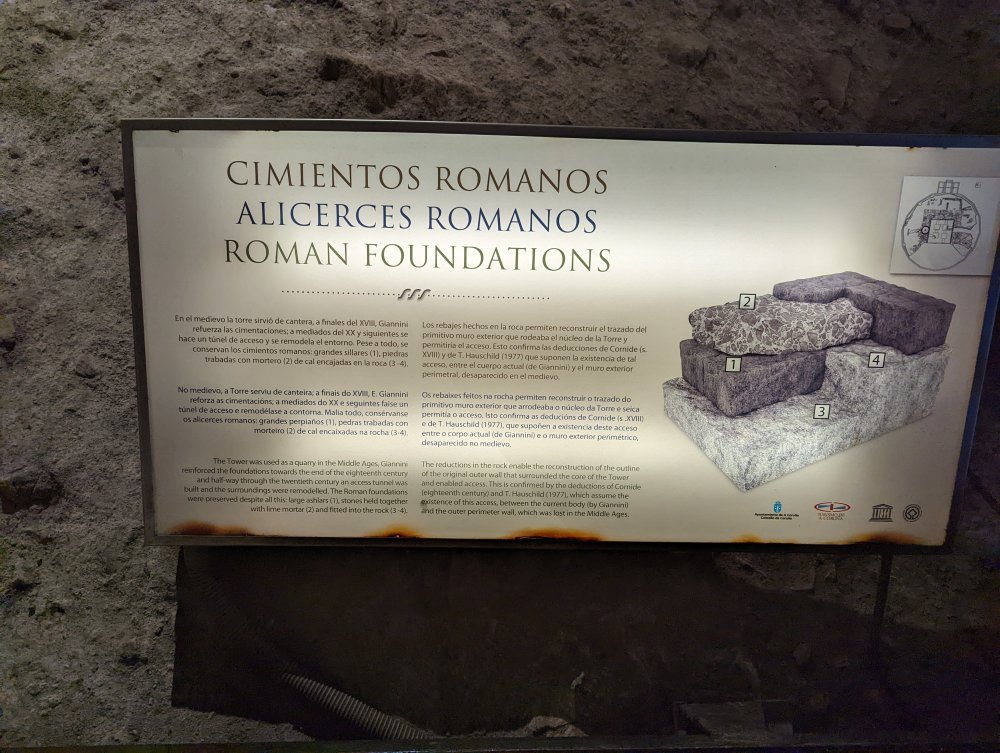 CIMIENTOS ROMANOS
ALICERCES ROMANOS
ROMAN FOUNDATIONS
En el medievo la torre sirvió de cantera, a finales del XVIII, Giannini
refuerza las cimentaciones; a mediados del XX y siguientes se
hace un túnel de acceso y se remodela el entorno. Pese a todo, se
conservan los cimientos romanos: grandes sillares (1), piedras
trabadas con mortero (2) de cal encajadas en la roca (3-4).
No medievo, a Torre serviu de canteira; a finais do XVIII, E. Giannini
reforza as cimentacións; a mediados do XX e seguintes faise un
túnel de acceso e remodélase a contorna. Malia todo, consérvanse
os alicerces romanos: grandes perpiaños (1), pedras trabadas con
morteiro (2) de cal encaixadas na rocha (3-4).
The Tower was used as a quarry in the Middle Ages, Giannini
reinforced the foundations towards the end of the eighteenth century
and half-way through the twentieth century an access tunnel was
built and the surroundings were remodelled. The Roman foundations
were preserved despite all this: large ashlars (1), stones held together
with lime mortar (2) and fitted into the rock (3-4).
Los rebajes hechos en la roca permiten reconstruir el trazado del
primitivo muro exterior que rodeaba el núcleo de la Torre y
permitiría el acceso. Esto confirma las deducciones de Cornide (s.
XVIII) y de T. Hauschild (1977) que suponen la existencia de tal
acceso, entre el cuerpo actual (de Giannini) y el muro exterior
perimetral, desaparecido en el medievo.
Os rebaixes feitos na rocha permiten reconstruir o trazado do
primitivo muro exterior que arrodeaba o núcleo da Torre e seica
permitía o acceso. Isto confirma as deducións de Cornide (s. XVIII)
e de T. Hauschild (1977), que supoñen a existencia deste acceso
entre o corpo actual (de Giannini) e o muro exterior perimétrico,
desaparecido no medievo.
The reductions in the rock enable the reconstruction of the outline
of the original outer wall that surrounded the core of the Tower
and enabled access. This is confirmed by the deductions of Cornide
(eighteenth century) and T. Hauschild (1977), which assume the
existence of this access, between the current body (by Giannini)
and the outer perimeter wall, which was lost in the Middle Ages.
2
1
4
3
Ayuntamiento de A Coruña
Concello da Coruña